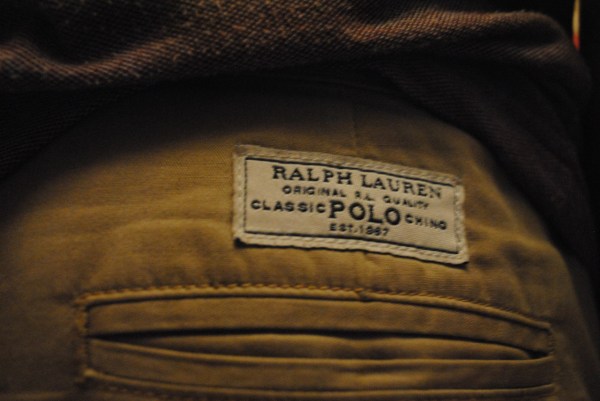 RALPH LAUREN
ORIGINAL R.L. QUALITY
CLASSIC POLO CHINO
EST. 1967